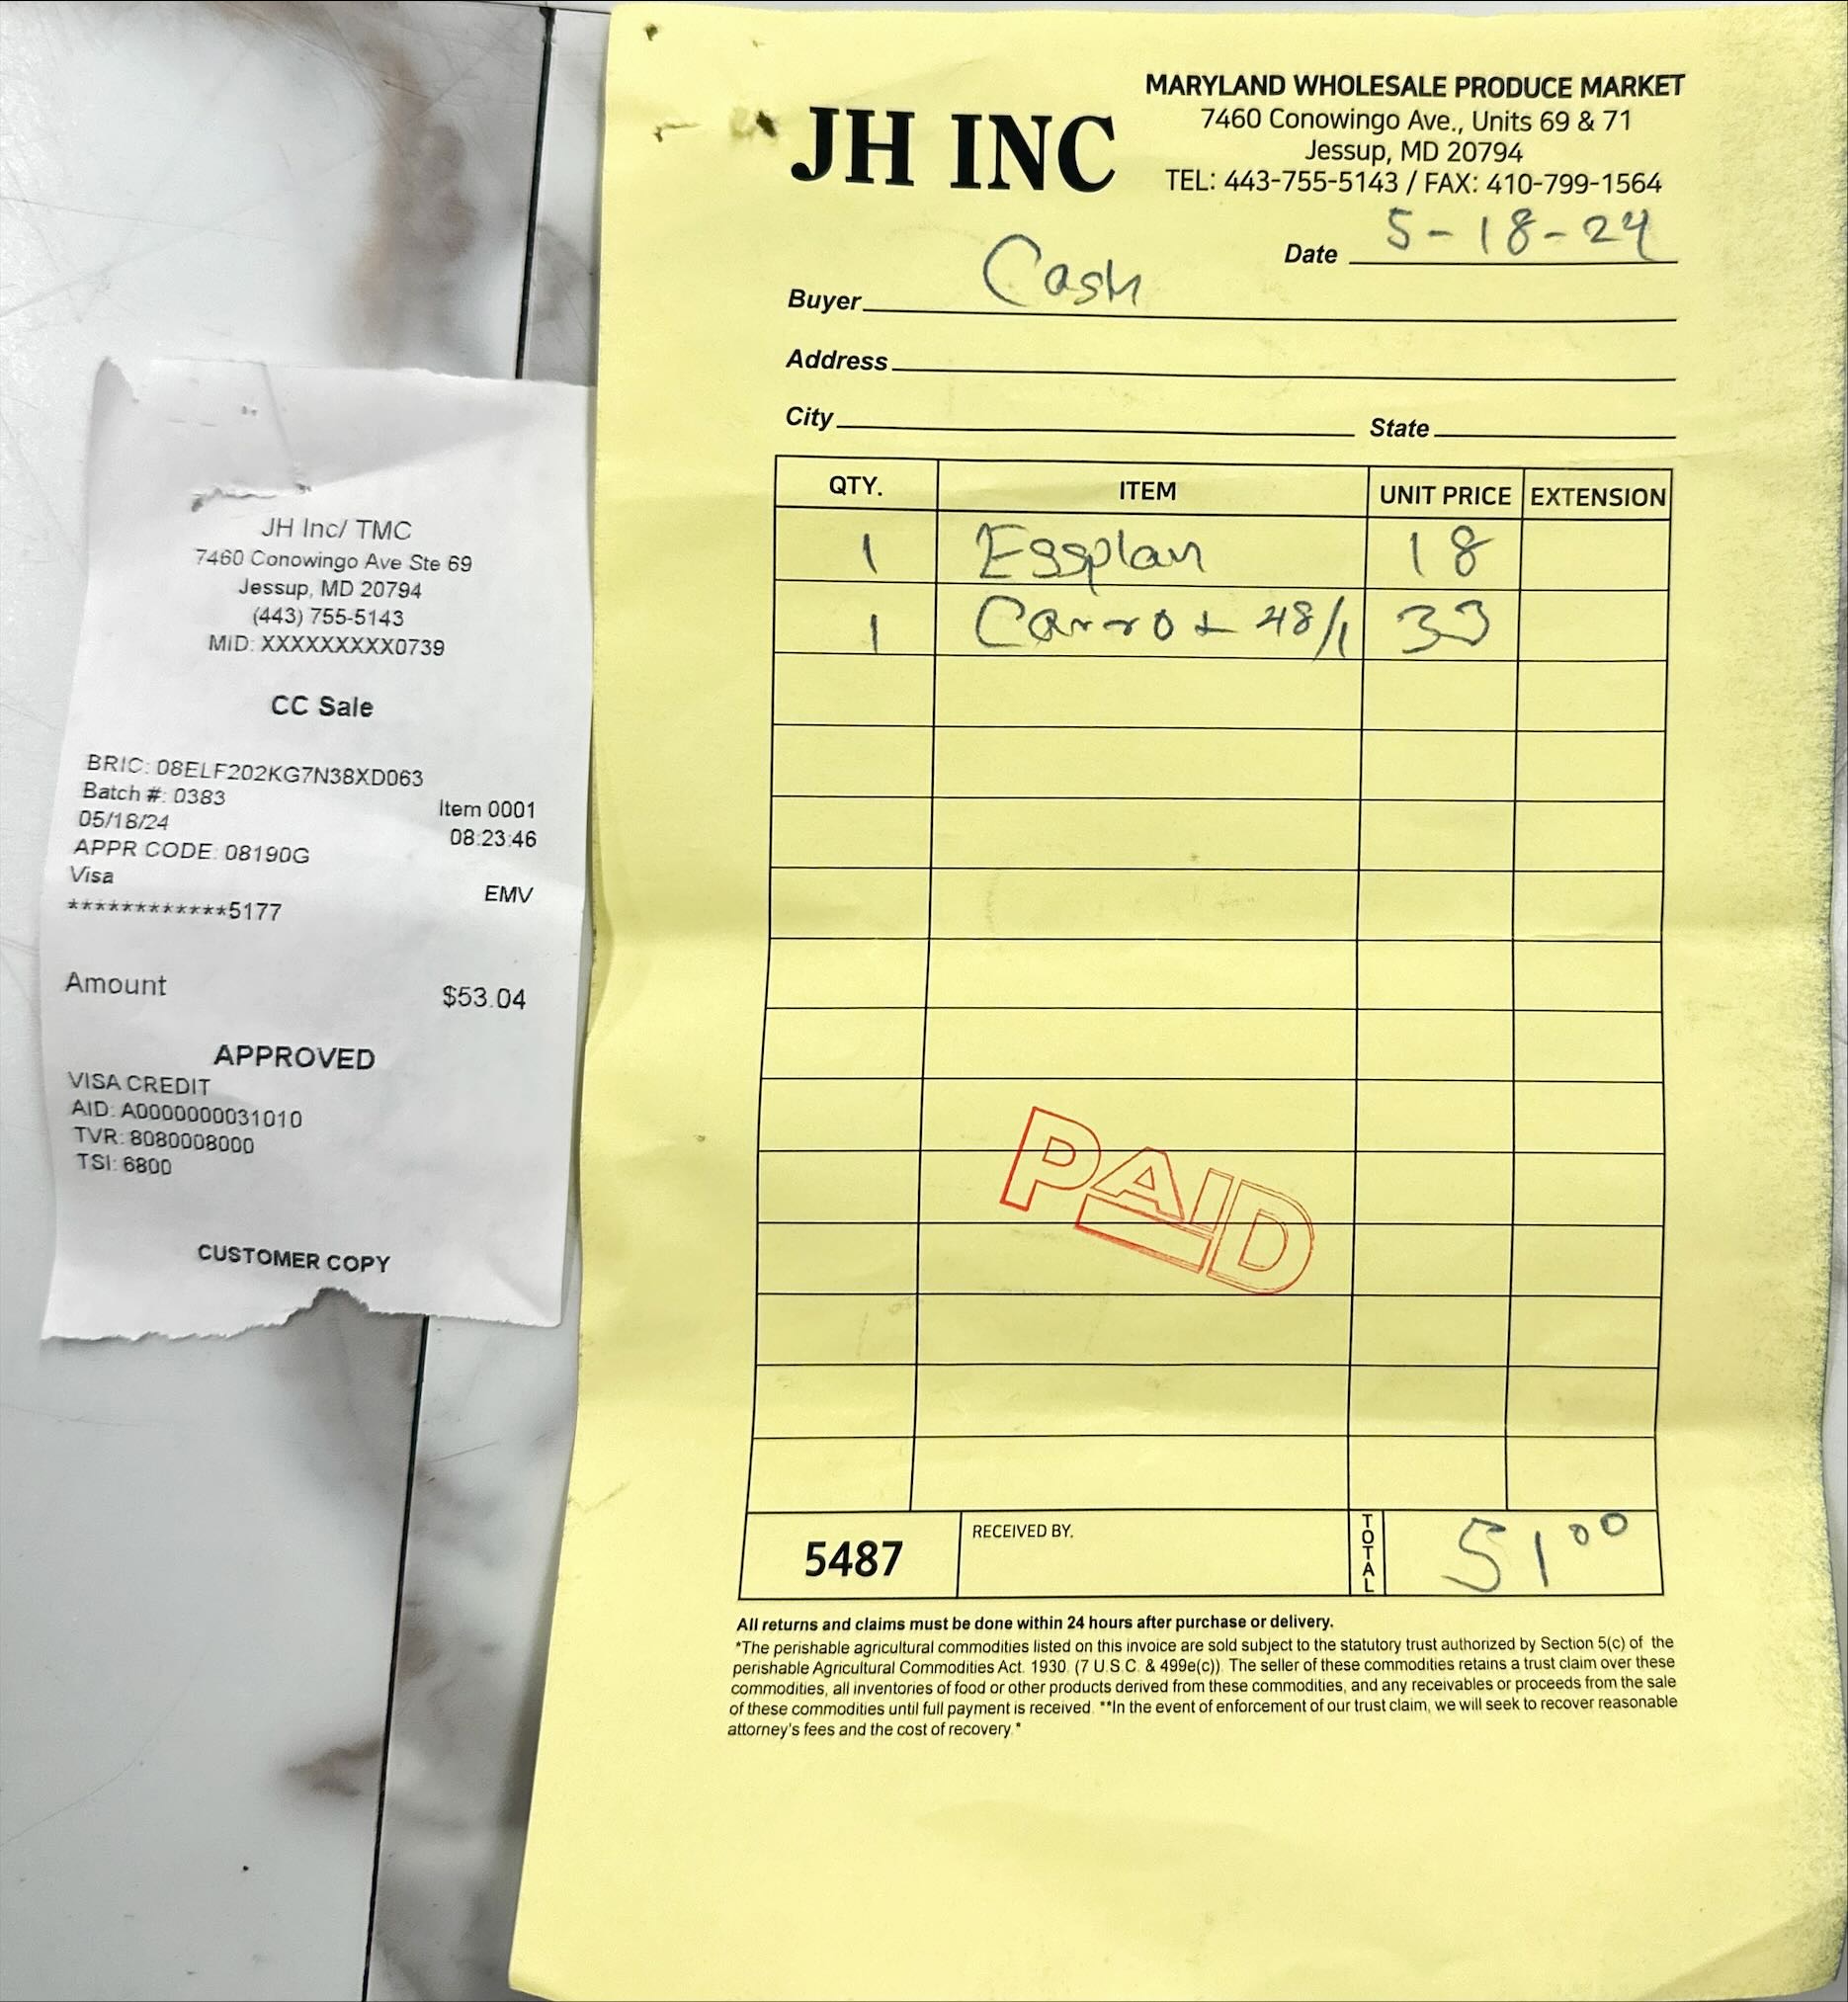 JH Inc/ TMC
7460 Conowingo Ave Ste 69
Jessup, MD 20794
(443) 755-5143
MID: XXXXXXXXX0739
CC Sale
BRIC: 08ELF202KG7N38XD063
Batch #: 0383 Item 0001
05/18/24 08:23:46
APPR CODE: 08190G
Visa EMV
************5177
Amount $53.04
APPROVED
VISA CREDIT
AID: A0000000031010
TVR: 8080008000
TSI: 6800
CUSTOMER COPY
JH INC
MARYLAND WHOLESALE PRODUCE MARKET
7460 Conowingo Ave., Units 69 & 71
Jessup, MD 20794
TEL: 443-755-5143 / FAX: 410-799-1564
Date 5-18-24
Buyer Cash
Address
City State
QTY. ITEM UNIT PRICE EXTENSION
1 Eggplan 18
1 Carrot 48/1 33
PAID
5487 RECEIVED BY. TOTAL 51.00
All returns and claims must be done within 24 hours after purchase or delivery.
*The perishable agricultural commodities listed on this invoice are sold subject to the statutory trust authorized by Section 5(c) of the
perishable Agricultural Commodities Act. 1930. (7 U.S.C. & 499e(c)). The seller of these commodities retains a trust claim over these
commodities, all inventories of food or other products derived from these commodities, and any receivables or proceeds from the sale
of these commodities until full payment is received. **In the event of enforcement of our trust claim, we will seek to recover reasonable
attorney's fees and the cost of recovery.*